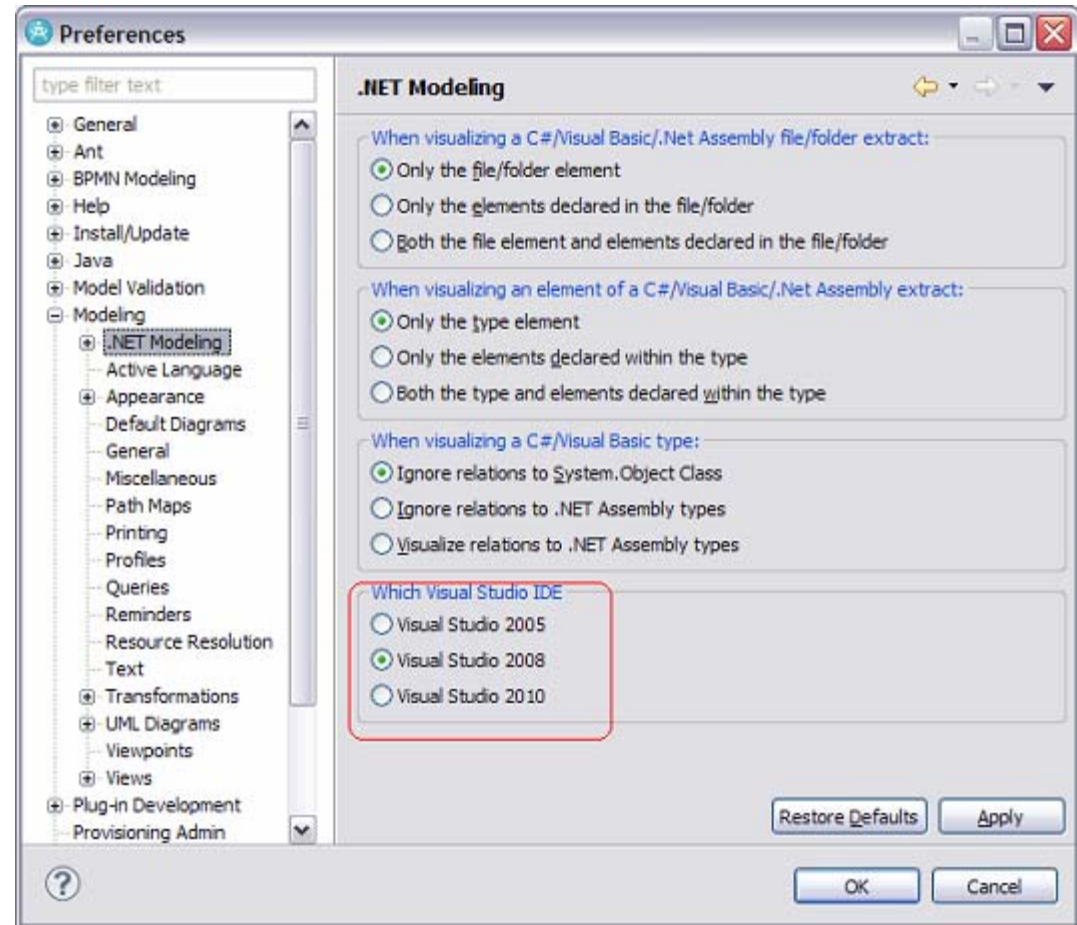 Preferences
type filter text
General
Ant
BPMN Modeling
Help
Install/Update
Java
Model Validation
Modeling
.NET Modeling
Active Language
Appearance
Default Diagrams
General
Miscellaneous
Path Maps
Printing
Profiles
Queries
Reminders
Resource Resolution
Text
Transformations
UML Diagrams
Viewpoints
Views
Plug-in Development
Provisioning Admin
.NET Modeling
When visualizing a C#/Visual Basic/.Net Assembly file/folder extract:
Only the file/folder element
Only the elements declared in the file/folder
Both the file element and elements declared in the file/folder
When visualizing an element of a C#/Visual Basic/.Net Assembly extract:
Only the type element
Only the elements declared within the type
Both the type and elements declared within the type
When visualizing a C#/Visual Basic type:
Ignore relations to System.Object Class
Ignore relations to .NET Assembly types
Visualize relations to .NET Assembly types
Which Visual Studio IDE
Visual Studio 2005
Visual Studio 2008
Visual Studio 2010
Restore Defaults Apply
? OK Cancel